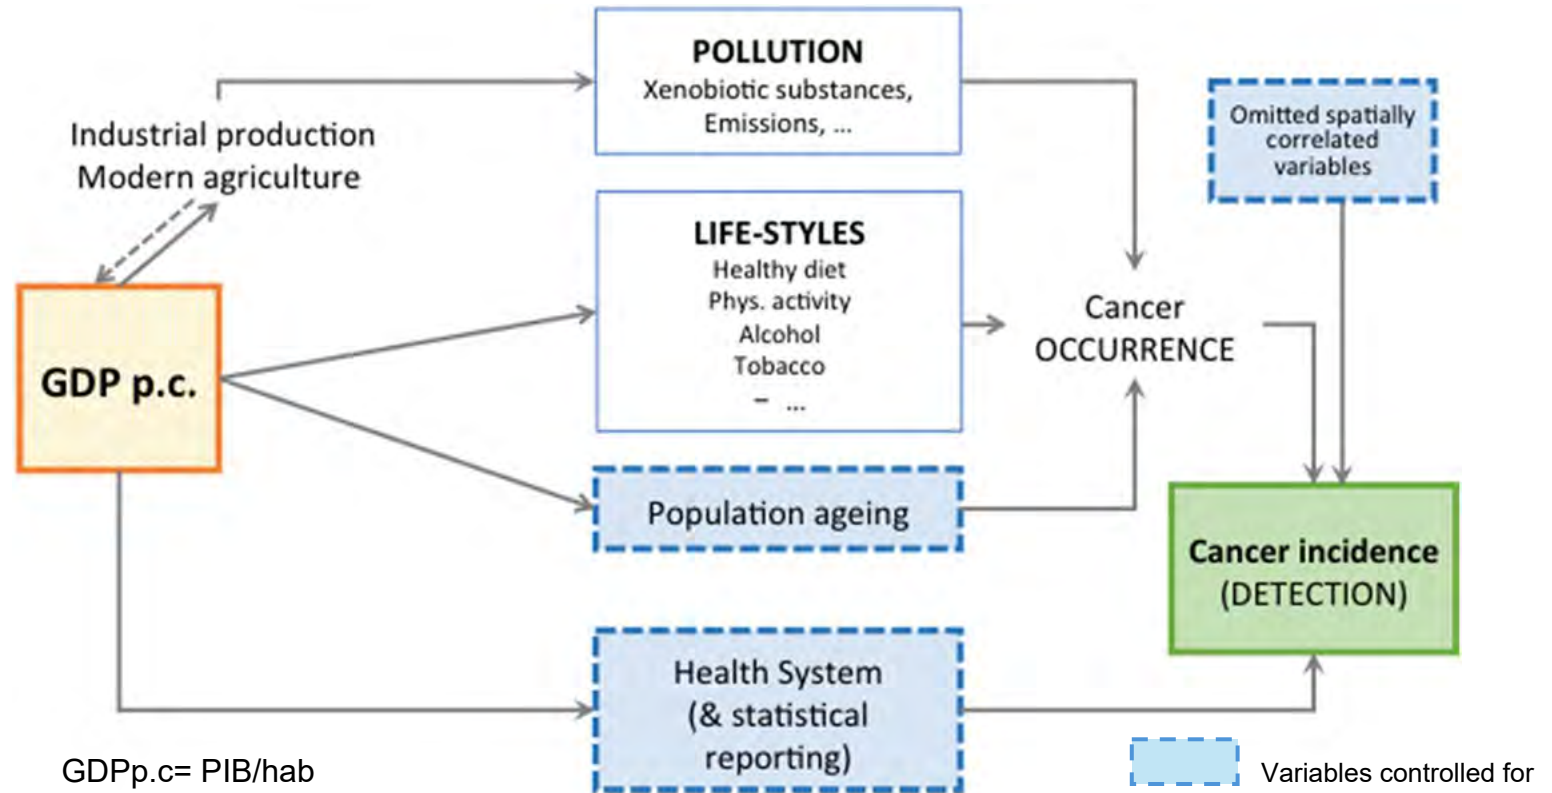 POLLUTION
Xenobiotic substances,
Emissions, ...
Industrial production
Modern agriculture
Omitted spatially
correlated
variables
LIFE-STYLES
Healthy diet
Phys. activity
Alcohol
Tobacco
– ...
Cancer
OCCURRENCE
GDP p.c.
Population ageing
Cancer incidence
(DETECTION)
Health System
(& statistical
reporting)
GDPp.c= PIB/hab
Variables controlled for